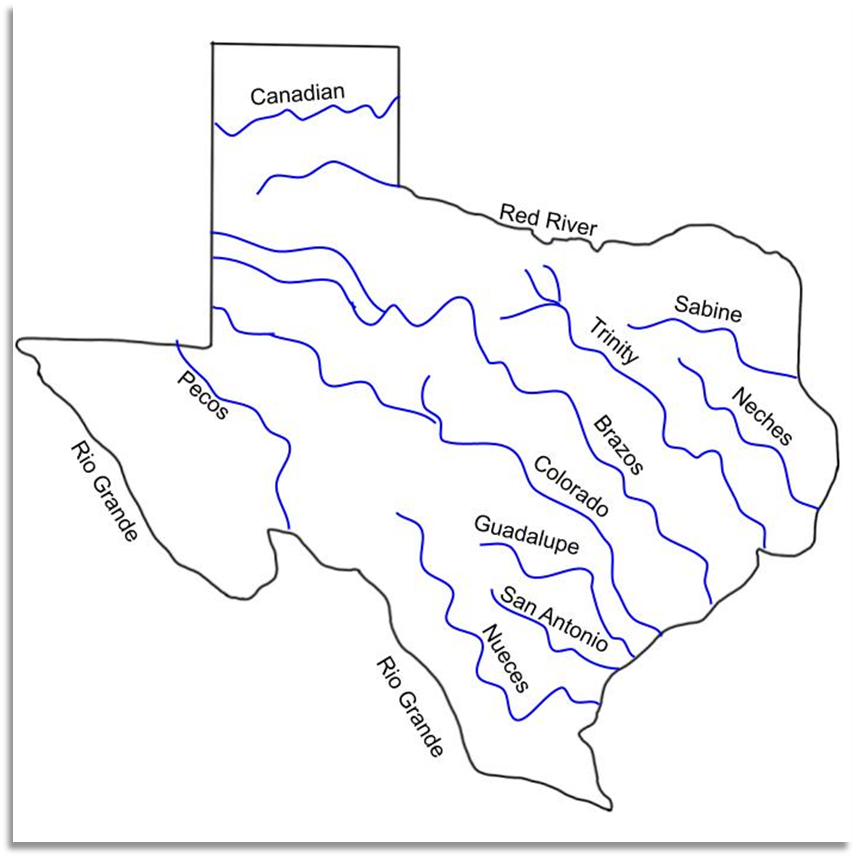 Canadian
Red River
Sabine
Trinity
Pecos
Neches
Brazos
Rio Grande
Colorado
Guadalupe
San Antonio
Nueces
Rio Grande